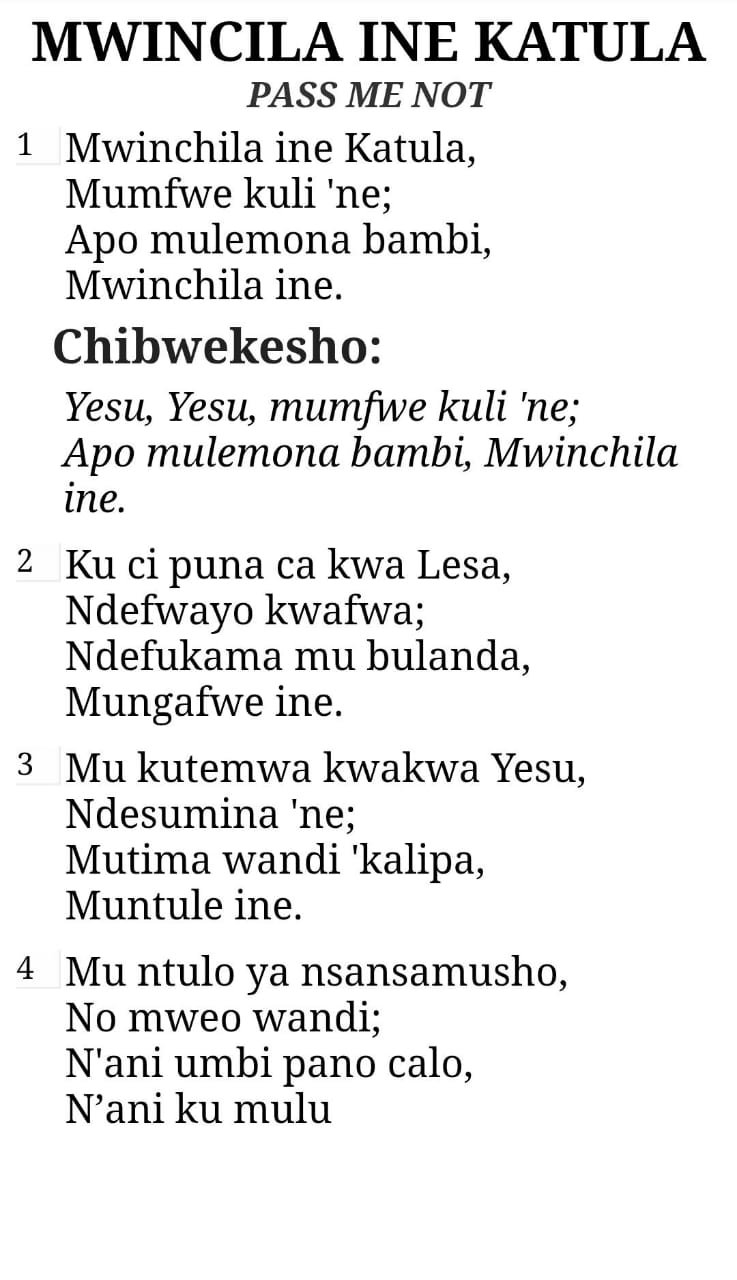 MWINCILA INE KATULA
PASS ME NOT
1 Mwinchila ine Katula,
Mumfwe kuli 'ne;
Apo mulemona bambi,
Mwinchila ine.
Chibwekesho:
Yesu, Yesu, mumfwe kuli 'ne;
Apo mulemona bambi, Mwinchila
ine.
2 Ku ci puna ca kwa Lesa,
Ndefwayo kwafwa;
Ndefukama mu bulanda,
Mungafwe ine.
3 Mu kutemwa kwakwa Yesu,
Ndesumina 'ne;
Mutima wandi 'kalipa,
Muntule ine.
4 Mu ntulo ya nsansamusho,
No mweo wandi;
N'ani umbi pano calo,
N’ani ku mulu